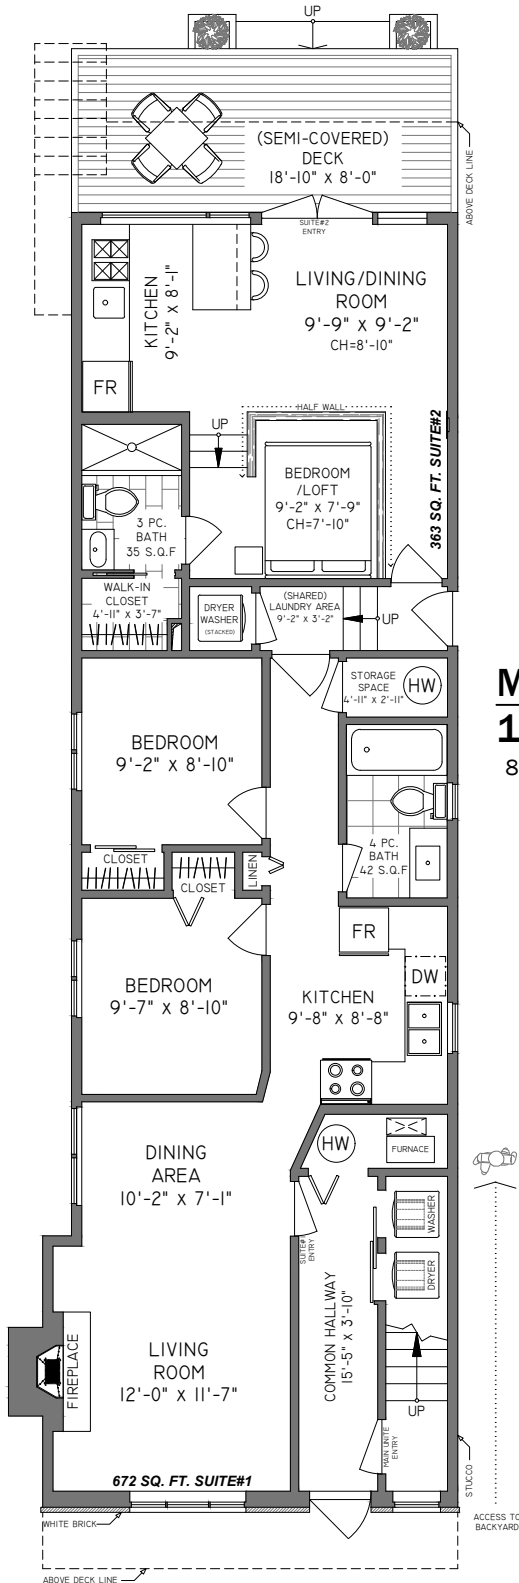 UP
(SEMI-COVERED)
DECK
18'-10" X 8'-0"
ABOVE DECK LINE
SUITE#2
ENTRY
KITCHEN
9'-2" X 8'-1"
LIVING/DINING
ROOM
9'-9" X 9'-2"
CH=8'-10"
FR
HALF WALL
UP
363 SQ. FT. SUITE#2
BEDROOM
/LOFT
9'-2" X 7'-9"
CH=7'-10"
3 PC.
BATH
35 S.Q.F
WALK-IN
CLOSET
4'-11" X 3'-7"
DRYER
WASHER
(STACKED)
(SHARED)
LAUNDRY AREA
9'-2" X 3'-2"
UP
STORAGE
SPACE
4'-11" X 2'-11"
HW
M
1
8
BEDROOM
9'-2" X 8'-10"
4 PC.
BATH
42 S.Q.F
CLOSET
CLOSET
LINEN
FR
DW
BEDROOM
9'-7" X 8'-10"
KITCHEN
9'-8" X 8'-8"
HW
FURNACE
DINING
AREA
10'-2" X 7'-1"
SUITE#1
ENTRY
WASHER
DRYER
COMMON HALLWAY
15'-5" X 3'-10"
FIREPLACE
LIVING
ROOM
12'-0" X 11'-7"
UP
MAIN UNITE
ENTRY
672 SQ. FT. SUITE#1
STUCCO
WHITE BRICK
ACCESS TO
BACKYARD
ABOVE DECK LINE